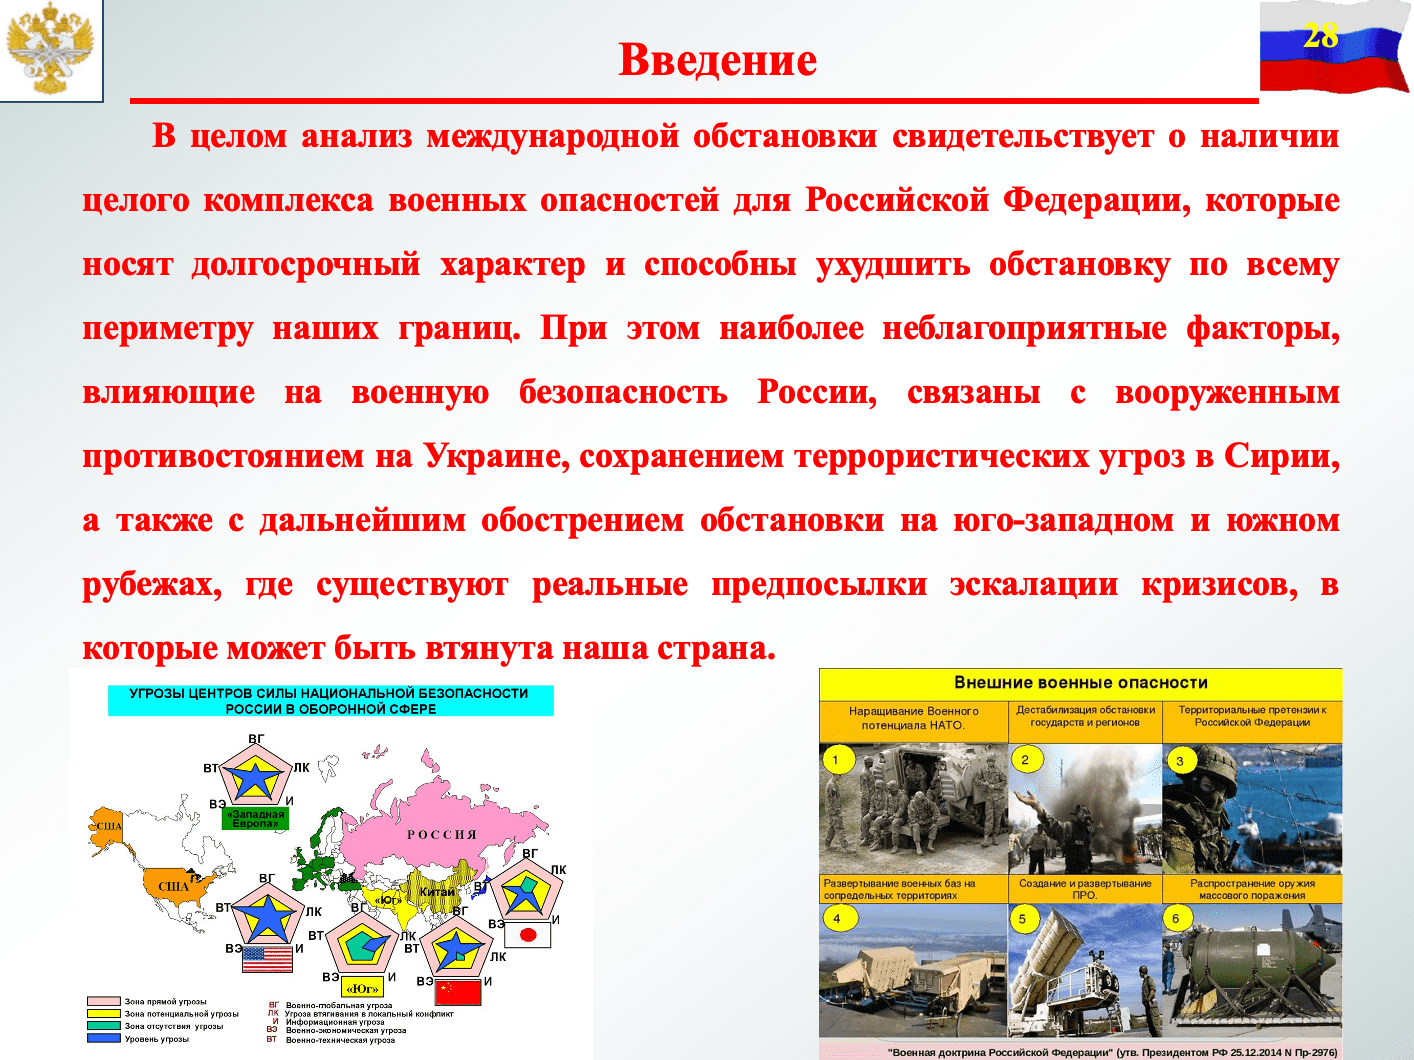 28
Введение
В целом анализ международной обстановки свидетельствует о наличии
целого комплекса военных опасностей для Российской Федерации, которые
носят долгосрочный характер и способны ухудшить обстановку по всему
периметру наших границ. При этом наиболее неблагоприятные факторы,
влияющие на военную безопасность России, связаны с вооруженным
противостоянием на Украине, сохранением террористических угроз в Сирии,
а также с дальнейшим обострением обстановки на юго-западном и южном
рубежах, где существуют реальные предпосылки эскалации кризисов, в
которые может быть втянута наша страна.
УГРОЗЫ ЦЕНТРОВ СИЛЫ НАЦИОНАЛЬНОЙ БЕЗОПАСНОСТИ
РОССИИ В ОБОРОННОЙ СФЕРЕ
ВГ
ВТ
ЛК
ВЭ
И
«Западная
Европа»
США
РОССИЯ
США
Китай
«Юг»
ВГ
ВТ
ЛК
ВЭ
И
ВГ
ВТ
ЛК
ВЭ
И
«Юг»
ВГ
ВТ
ЛК
ВЭ
И
ВГ
ВТ
ЛК
ВЭ
И
Зона прямой угрозы
Зона потенциальной угрозы
Зона отсутствия угрозы
Уровень угрозы
ВГ Военно-глобальная угроза
ЛК Угроза втягивания в локальный конфликт
И Информационная угроза
ВЭ Военно-экономическая угроза
ВТ Военно-техническая угроза
Внешние военные опасности
Наращивание Военного
потенциала НАТО.
Дестабилизация обстановки
государств и регионов
Территориальные претензии к
Российской Федерации
1
2
3
Развертывание военных баз на
сопредельных территориях
Создание и развертывание
ПРО.
Распространение оружия
массового поражения
4
5
6
"Военная доктрина Российской Федерации" (утв. Президентом РФ 25.12.2014 N Пр-2976)